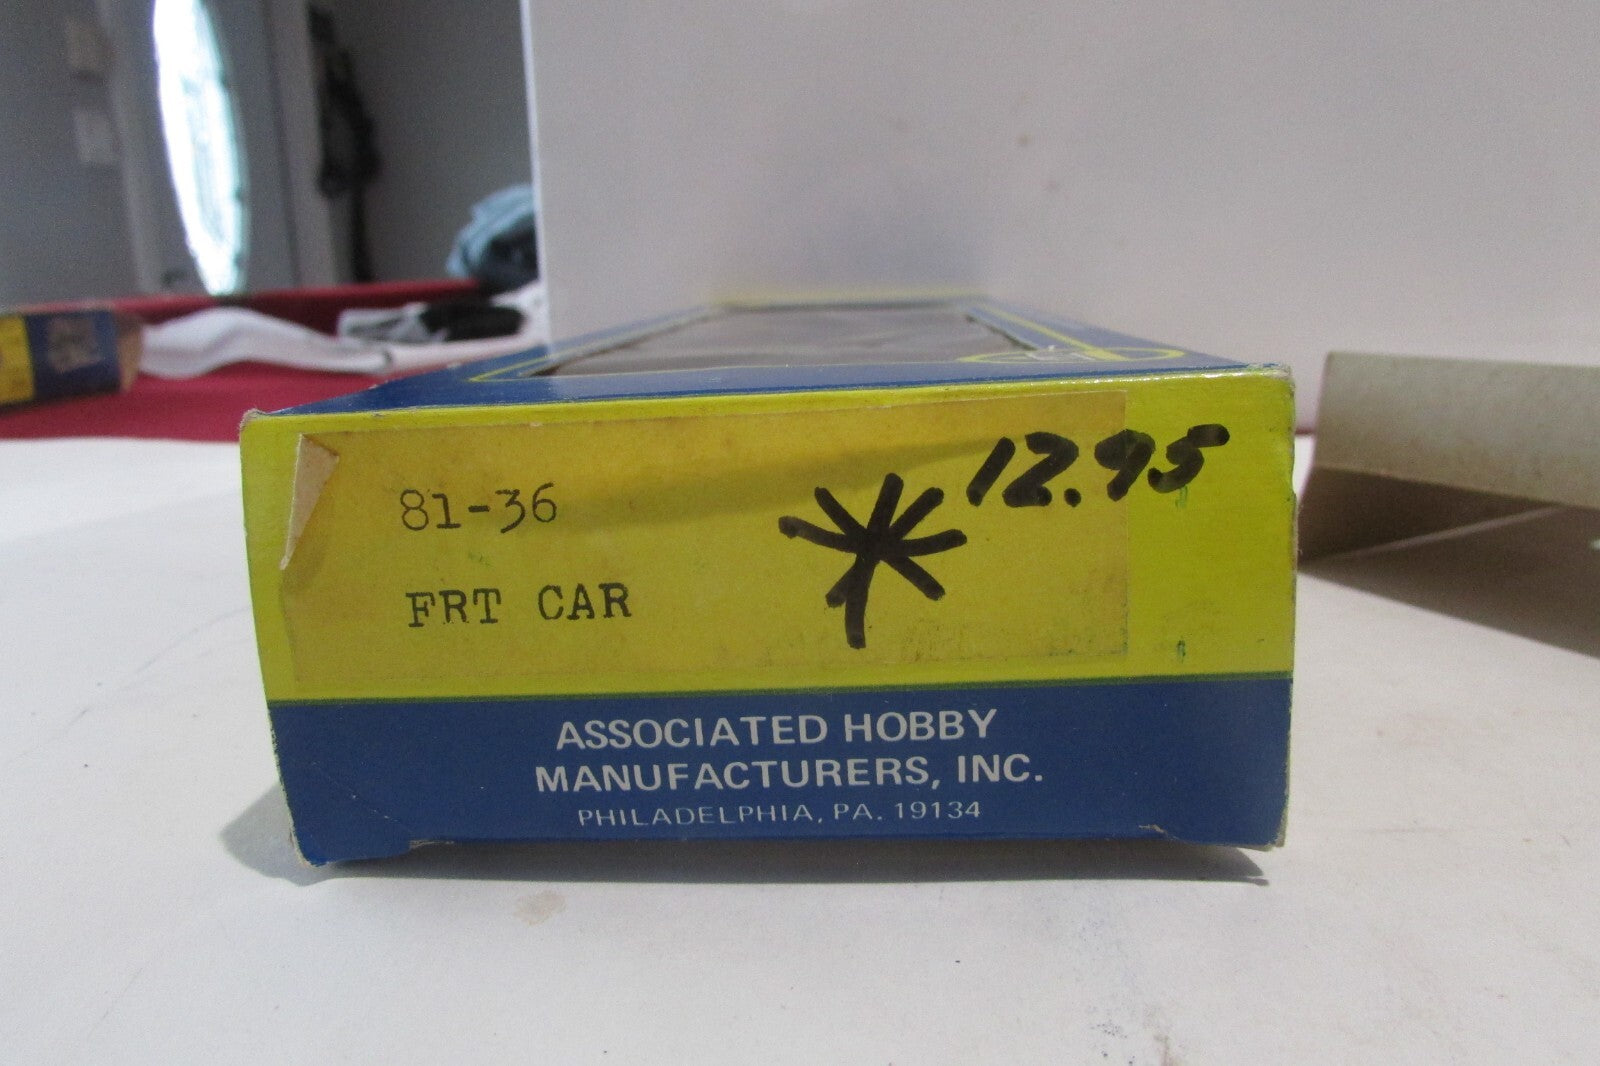 81-36
12.95
FRT CAR
ASSOCIATED HOBBY
MANUFACTURERS, INC.
PHILADELPHIA, PA. 19134